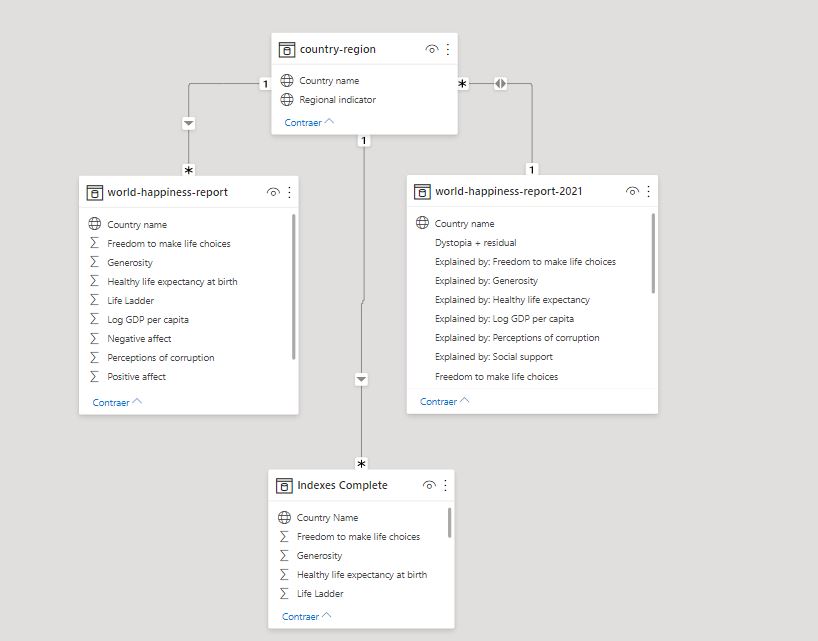 country-region
Country name
Regional indicator
Contraer
1
*
1
1
*
1
*
world-happiness-report
Country name
Freedom to make life choices
Generosity
Healthy life expectancy at birth
Life Ladder
Log GDP per capita
Negative affect
Perceptions of corruption
Positive affect
Contraer
world-happiness-report-2021
Country name
Dystopia + residual
Explained by: Freedom to make life choices
Explained by: Generosity
Explained by: Healthy life expectancy
Explained by: Log GDP per capita
Explained by: Perceptions of corruption
Explained by: Social support
Freedom to make life choices
Contraer
*
Indexes Complete
Country Name
Freedom to make life choices
Generosity
Healthy life expectancy at birth
Life Ladder
Contraer